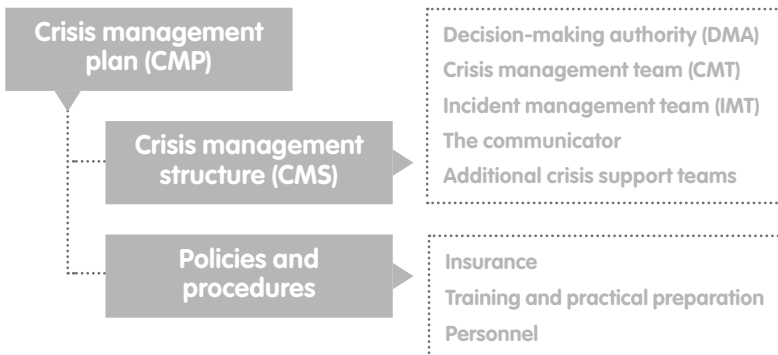 Crisis management
plan (CMP)
Decision-making authority (DMA)
Crisis management team (CMT)
Incident management team (IMT)
The communicator
Additional crisis support teams
Crisis management
structure (CMS)
Policies and
procedures
Insurance
Training and practical preparation
Personnel